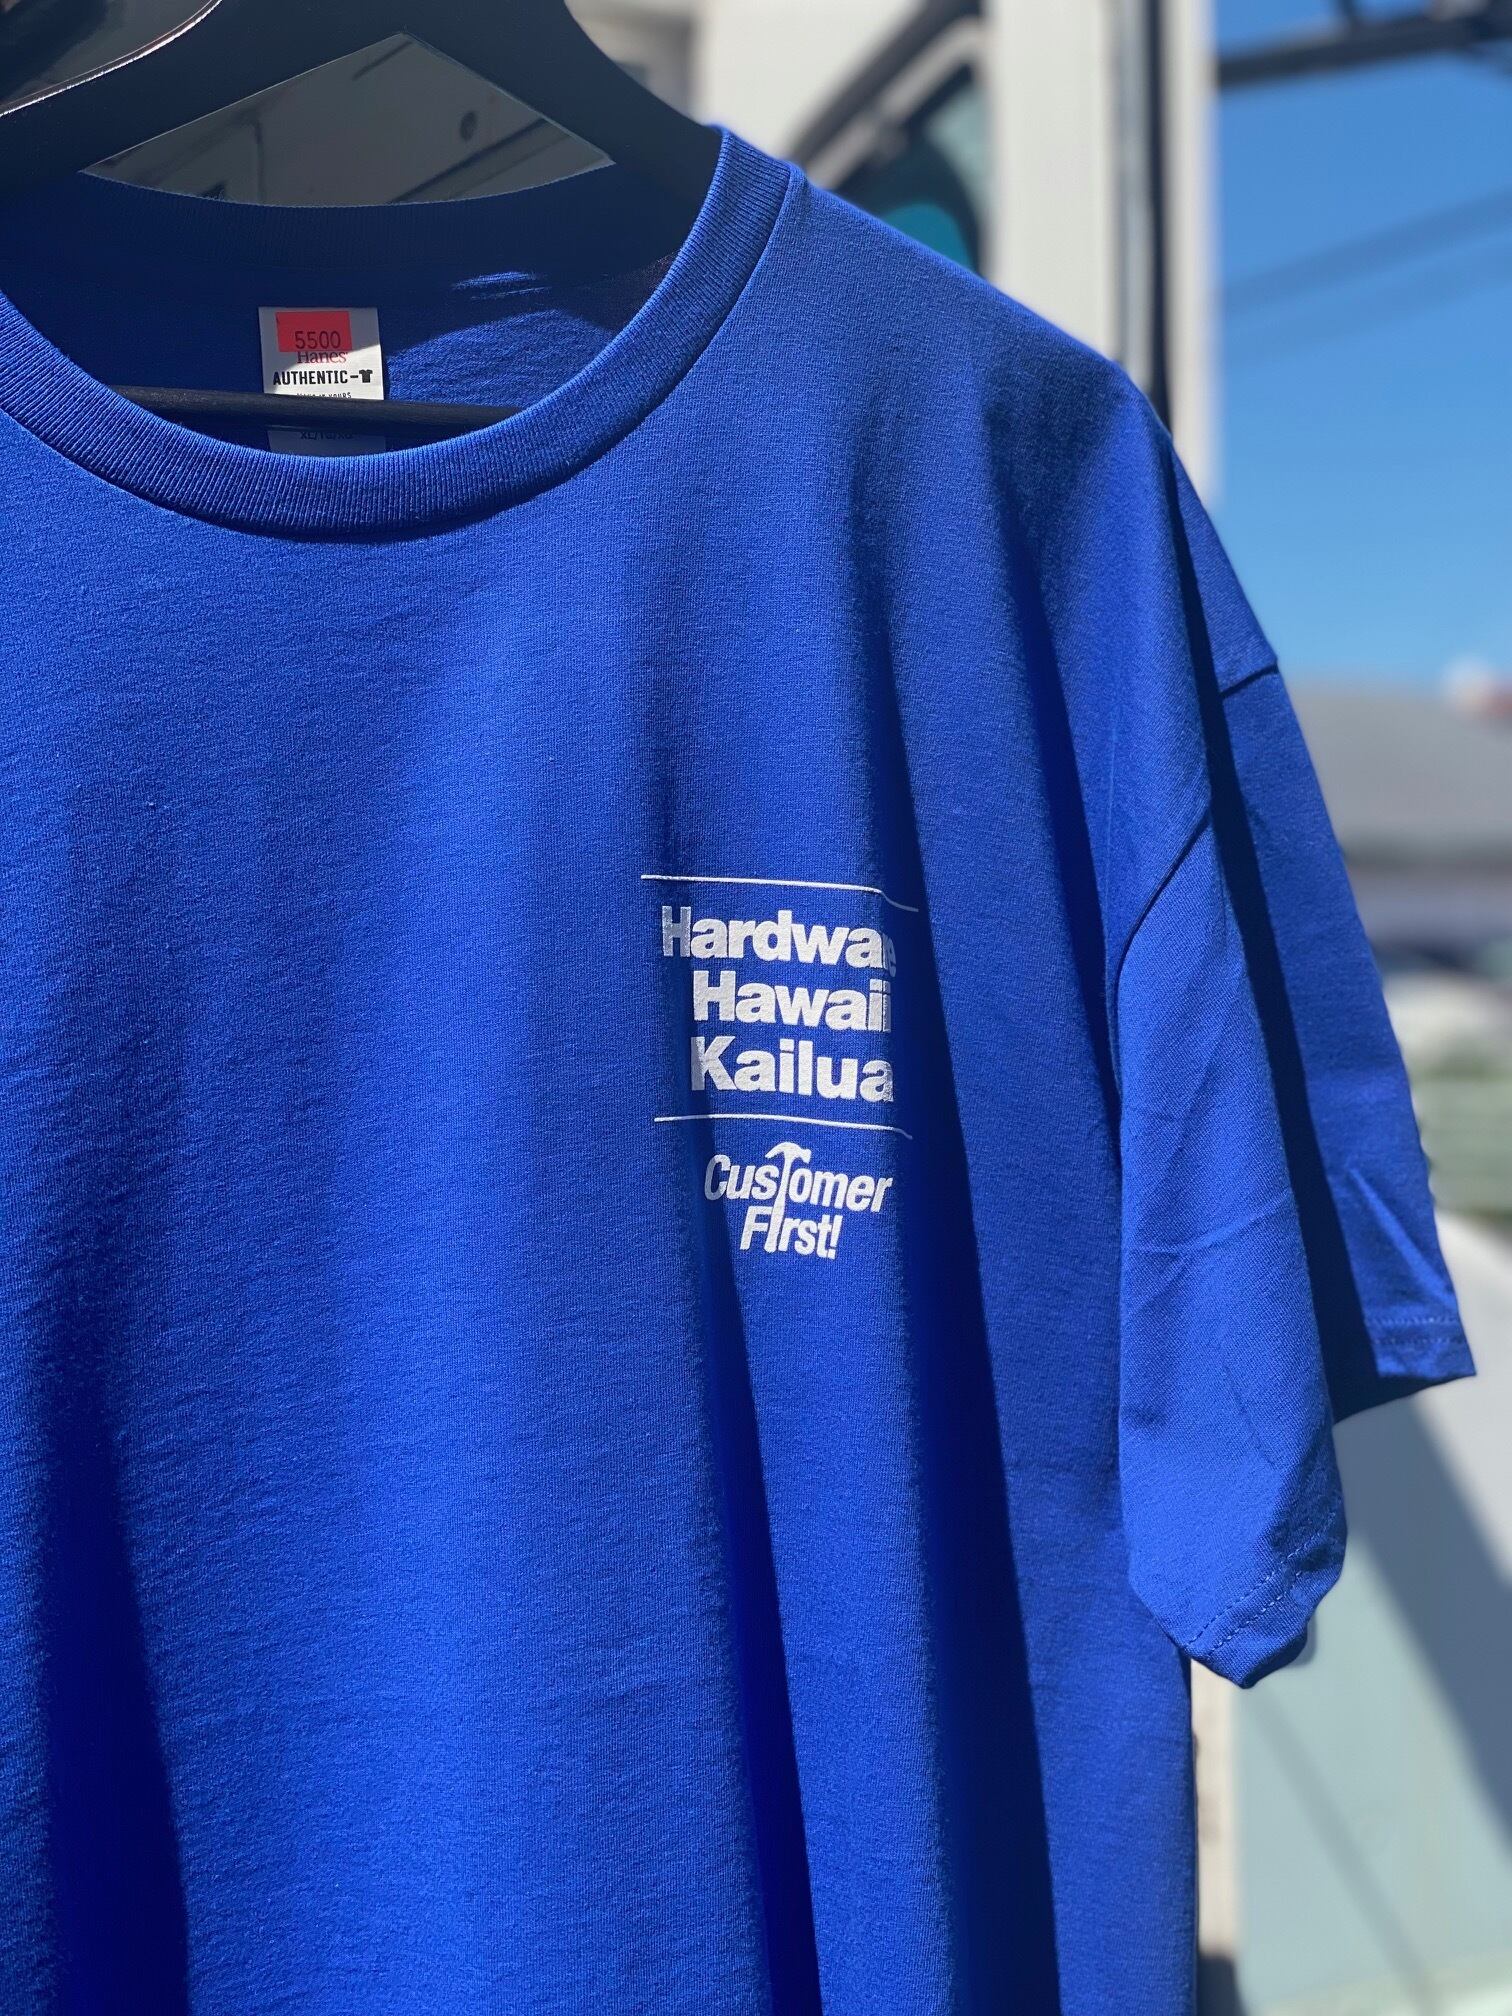 5500
Hanes
AUTHENTIC-T
Hardware
Hawaii
Kailua
Customer
First!